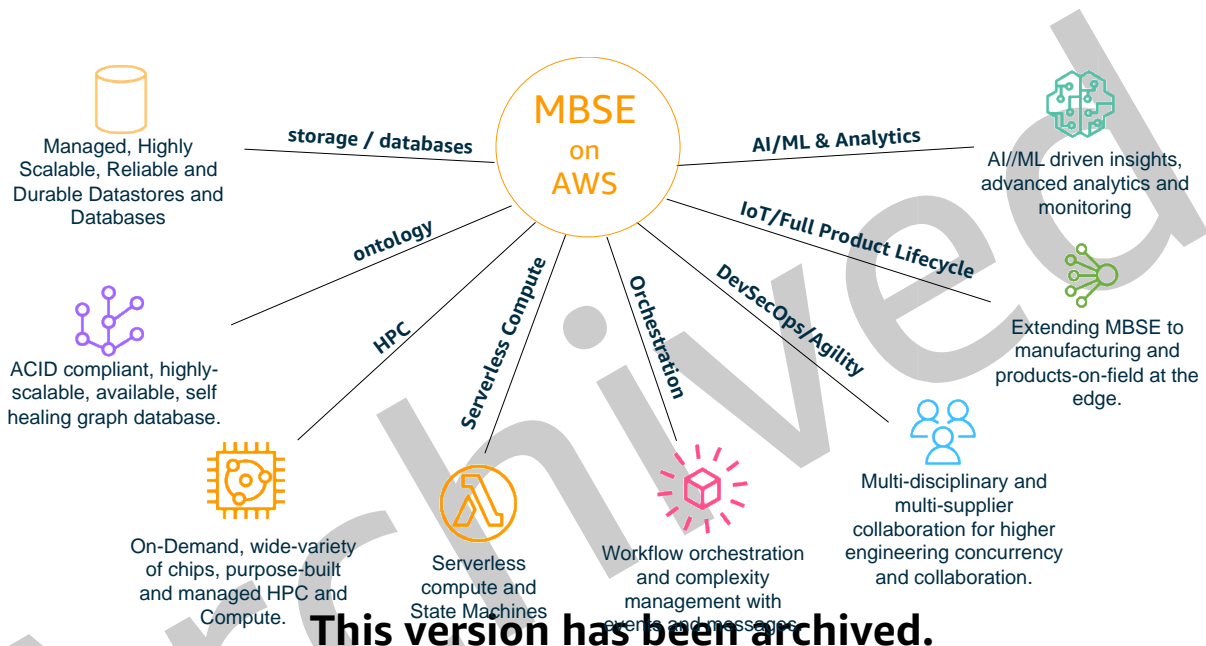 MBSE
on
AWS
storage / databases
Managed, Highly
Scalable, Reliable and
Durable Datastores and
Databases
ontology
ACID compliant, highly-
scalable, available, self
healing graph database.
HPC
On-Demand, wide-variety
of chips, purpose-built
and managed HPC and
Compute.
Serverless Compute
Serverless
compute and
State Machines
Orchestration
Workflow orchestration
and complexity
management with
events and messages.
DevSecOps/Agility
Multi-disciplinary and
multi-supplier
collaboration for higher
engineering concurrency
and collaboration.
IoT/Full Product Lifecycle
Extending MBSE to
manufacturing and
products-on-field at the
edge.
AI/ML & Analytics
AI//ML driven insights,
advanced analytics and
monitoring
This version has been archived.
rchived